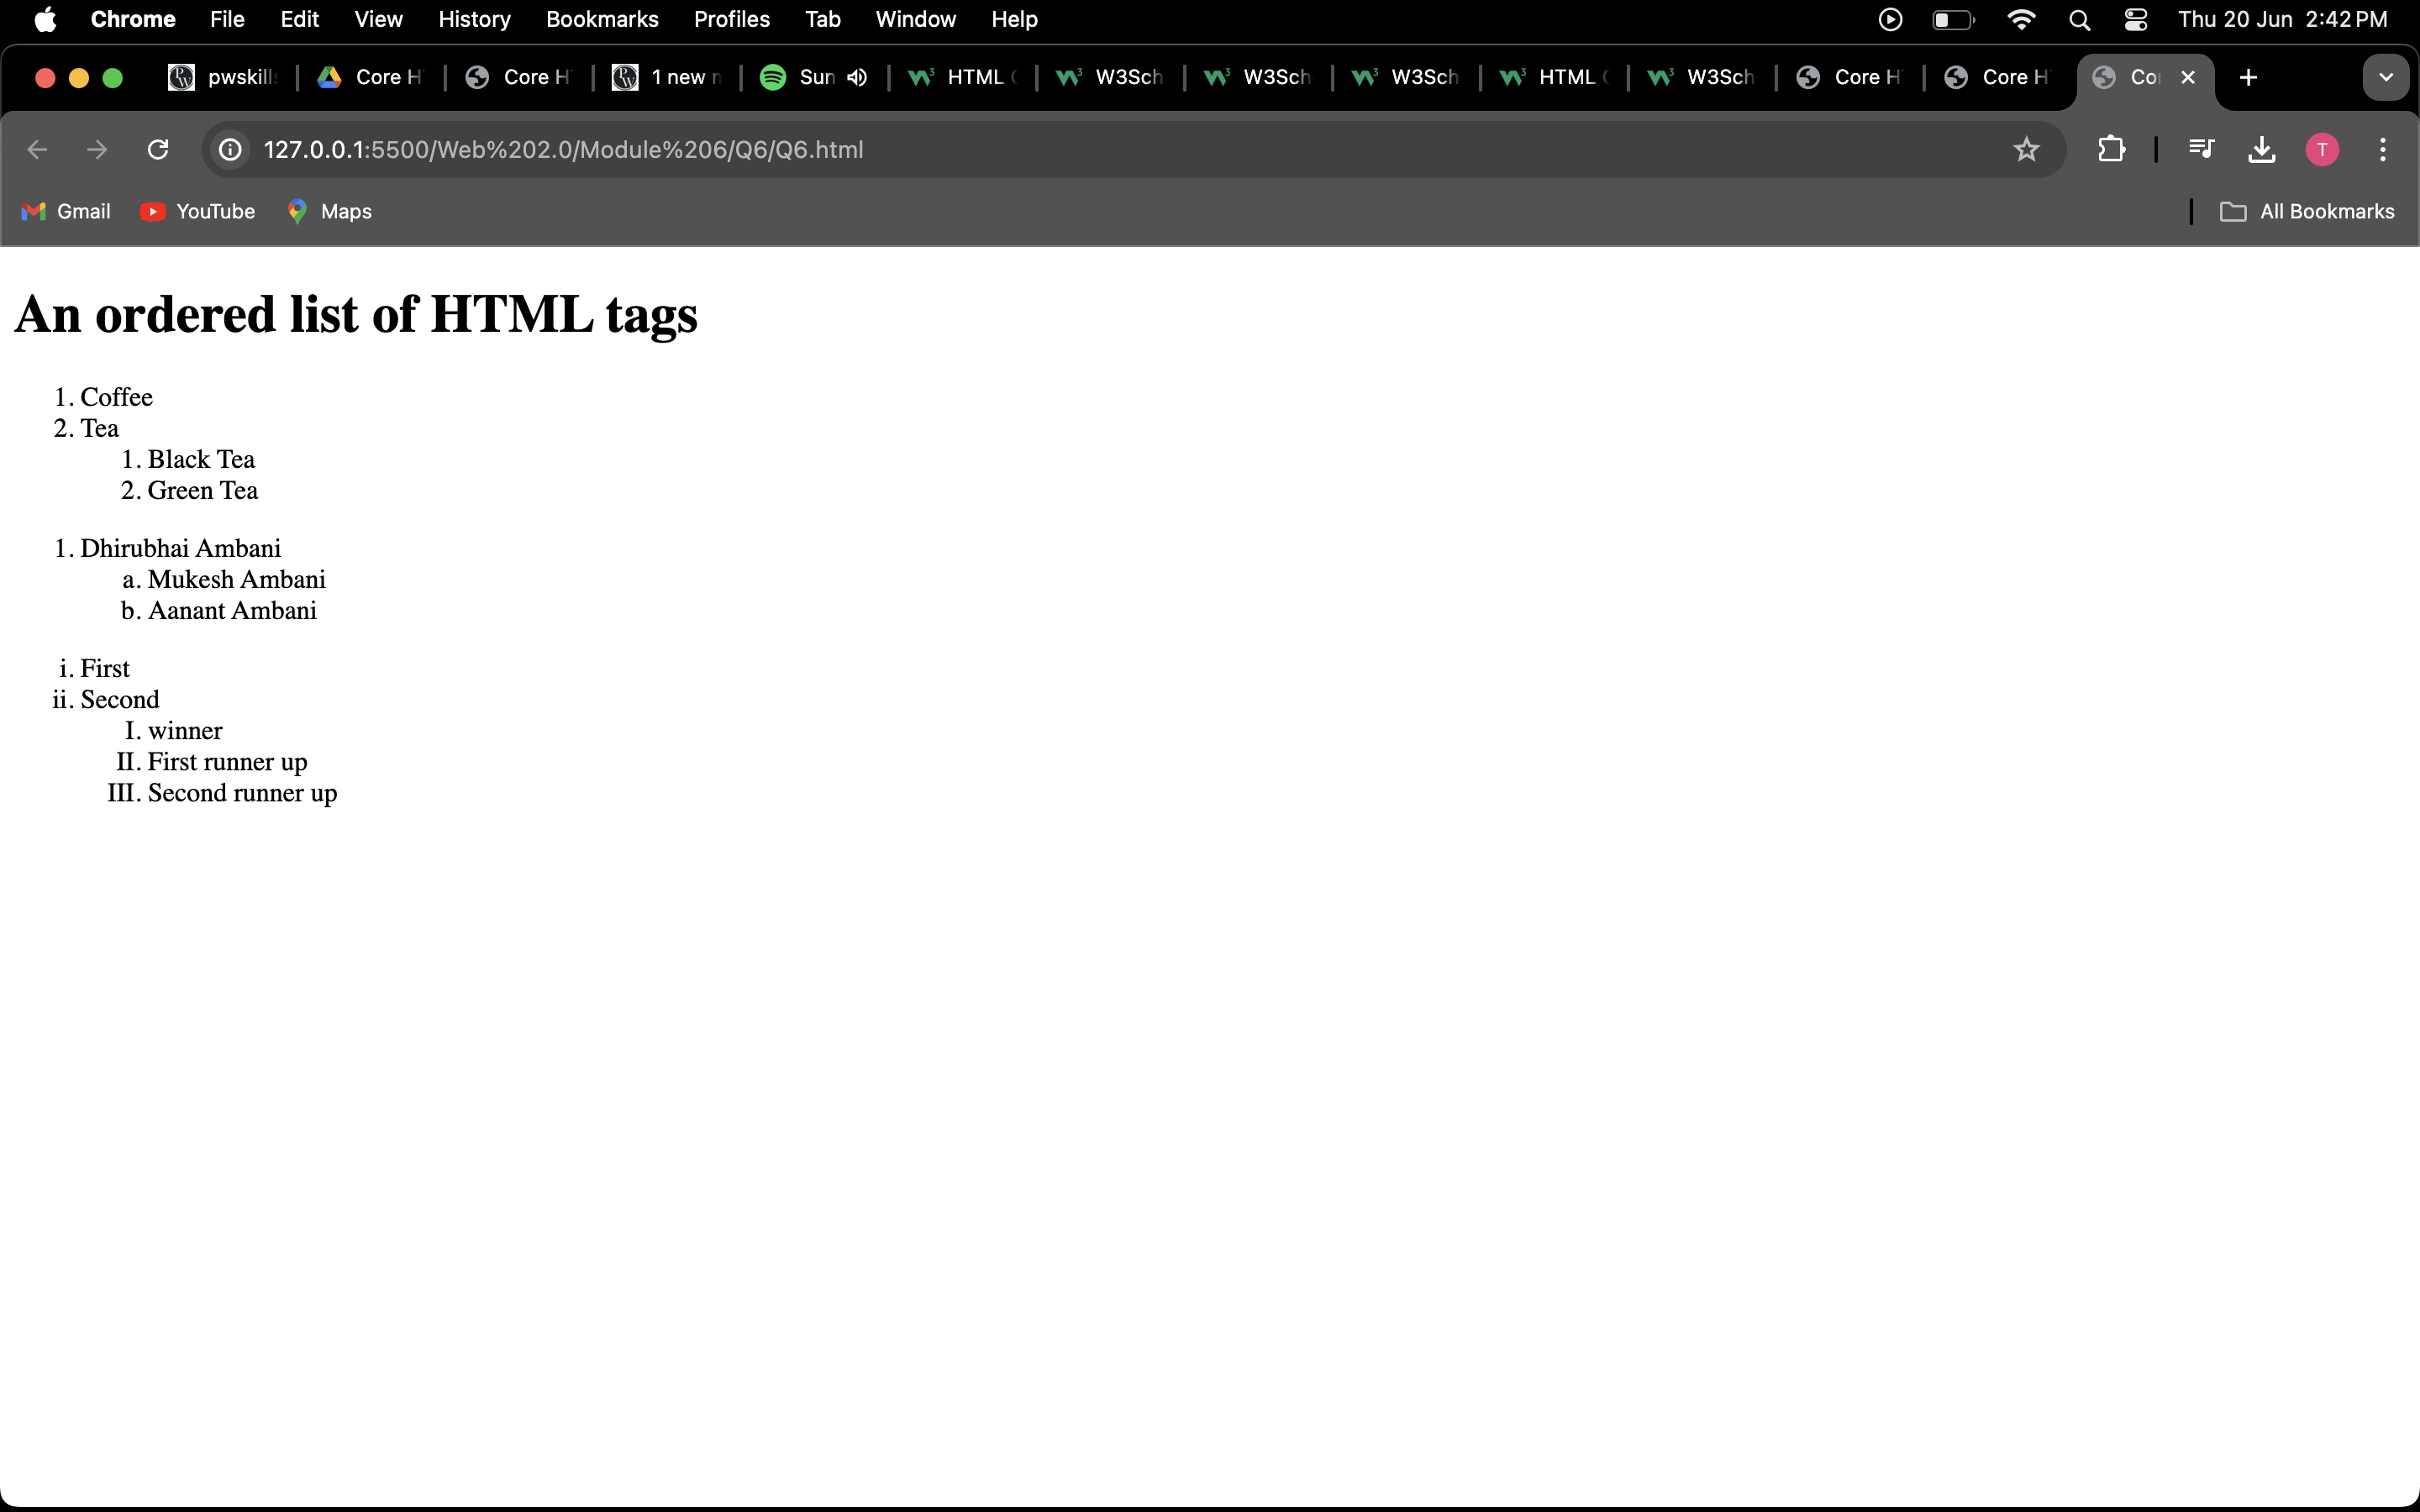 Chrome File Edit View History Bookmarks Profiles Tab Window Help Thu 20 Jun 2:42 PM
pwskill Core H Core H 1 new Sun HTML W3Sch W3Sch W3Sch HTML W3Sch Core H Core H Co
127.0.0.1:5500/Web%202.0/Module%206/Q6/Q6.html T
Gmail YouTube Maps All Bookmarks
An ordered list of HTML tags
1. Coffee
2. Tea
1. Black Tea
2. Green Tea
1. Dhirubhai Ambani
a. Mukesh Ambani
b. Aanant Ambani
i. First
ii. Second
I. winner
II. First runner up
III. Second runner up